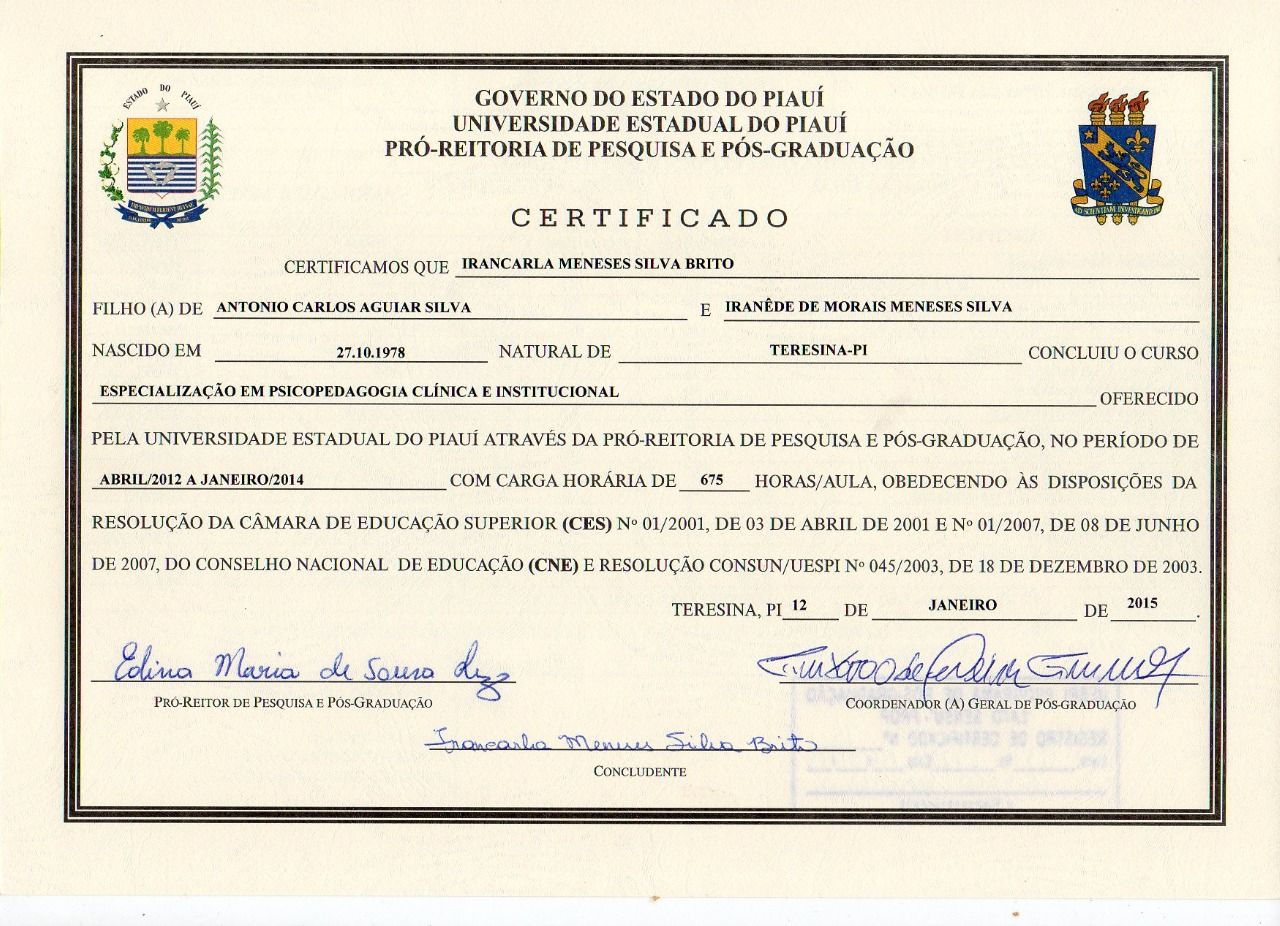 ESTADO DO PIAUÍ
GOVERNO DO ESTADO DO PIAUÍ
UNIVERSIDADE ESTADUAL DO PIAUÍ
PRÓ-REITORIA DE PESQUISA E PÓS-GRADUAÇÃO
CERTIFICADO
CERTIFICAMOS QUE IRANCARLA MENESES SILVA BRITO
FILHO (A) DE ANTONIO CARLOS AGUIAR SILVA E IRANÊDE DE MORAIS MENESES SILVA
NASCIDO EM 27.10.1978 NATURAL DE TERESINA-PI CONCLUIU O CURSO
ESPECIALIZAÇÃO EM PSICOPEDAGOGIA CLÍNICA E INSTITUCIONAL OFERECIDO
PELA UNIVERSIDADE ESTADUAL DO PIAUÍ ATRAVÉS DA PRÓ-REITORIA DE PESQUISA E PÓS-GRADUAÇÃO, NO PERÍODO DE
ABRIL/2012 A JANEIRO/2014 COM CARGA HORÁRIA DE 675 HORAS/AULA, OBEDECENDO ÀS DISPOSIÇÕES DA
RESOLUÇÃO DA CÂMARA DE EDUCAÇÃO SUPERIOR (CES) Nº 01/2001, DE 03 DE ABRIL DE 2001 E Nº 01/2007, DE 08 DE JUNHO
DE 2007, DO CONSELHO NACIONAL DE EDUCAÇÃO (CNE) E RESOLUÇÃO CONSUN/UESPI Nº 045/2003, DE 18 DE DEZEMBRO DE 2003.
TERESINA, PI 12 DE JANEIRO DE 2015.
Edina Maria de Sousa Luz
PRÓ-REITOR DE PESQUISA E PÓS-GRADUAÇÃO
COORDENADOR (A) GERAL DE PÓS-GRADUAÇÃO
Irancarla Meneses Silva Brito
CONCLUDENTE